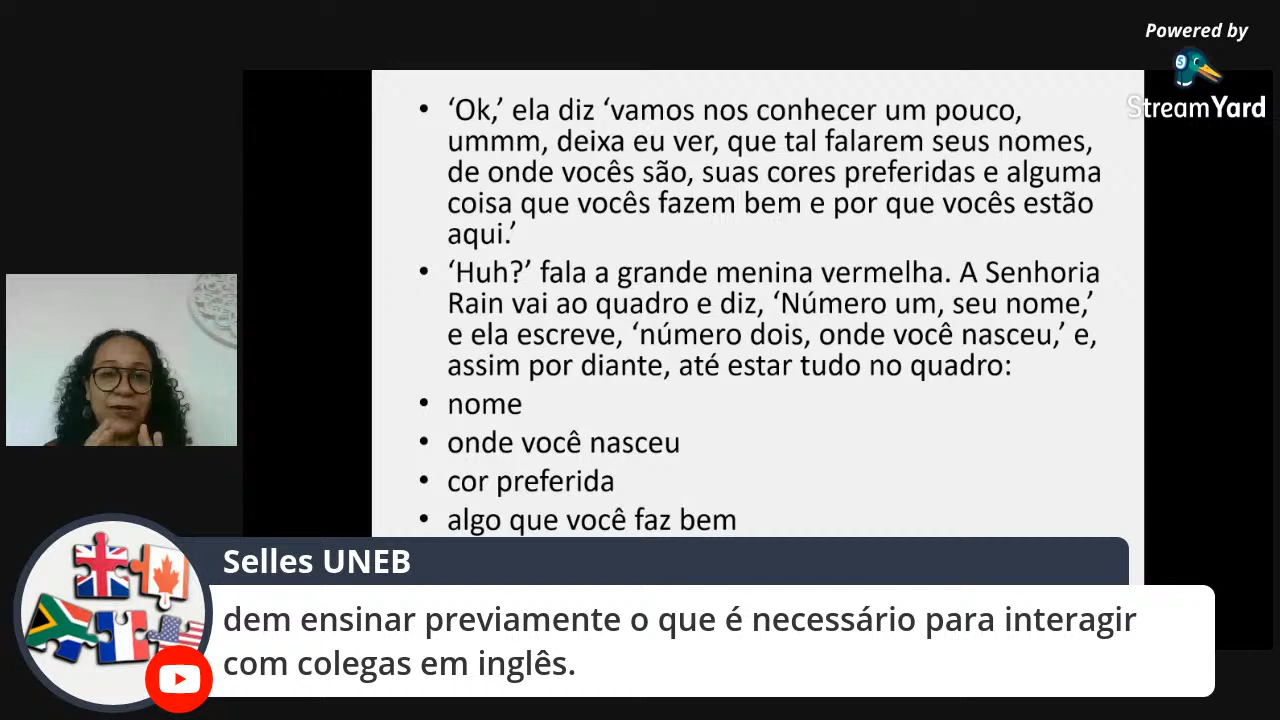 Powered by
StreamYard
• ‘Ok,’ ela diz ‘vamos nos conhecer um pouco,
ummm, deixa eu ver, que tal falarem seus nomes,
de onde vocês são, suas cores preferidas e alguma
coisa que vocês fazem bem e por que vocês estão
aqui.’
• ‘Huh?’ fala a grande menina vermelha. A Senhoria
Rain vai ao quadro e diz, ‘Número um, seu nome,’
e ela escreve, ‘número dois, onde você nasceu,’ e,
assim por diante, até estar tudo no quadro:
• nome
• onde você nasceu
• cor preferida
• algo que você faz bem
Selles UNEB
dem ensinar previamente o que é necessário para interagir
com colegas em inglês.